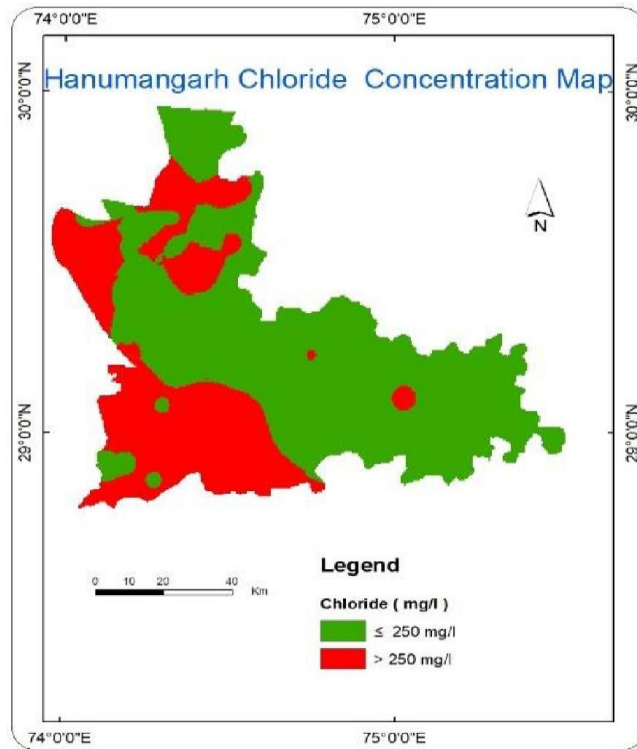 74°0'0"E 75°0'0"E
Hanumangarh Chloride Concentration Map
30°0'0"N 30°0'0"N
N
29°0'0"N 29°0'0"N
Legend
0 10 20 40 Km
Chloride ( mg/l )
≤ 250 mg/l
> 250 mg/l
74°0'0"E 75°0'0"E